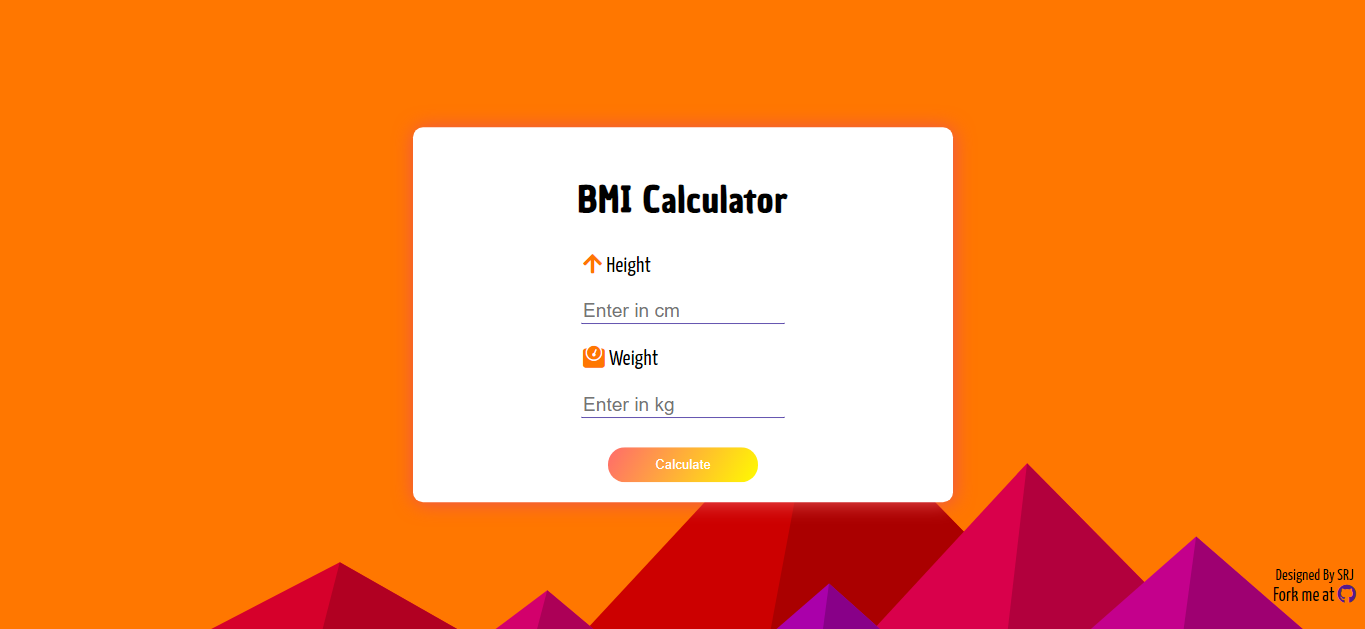 BMI Calculator
Height
Enter in cm
Weight
Enter in kg
Calculate
Designed By SRJ
Fork me at